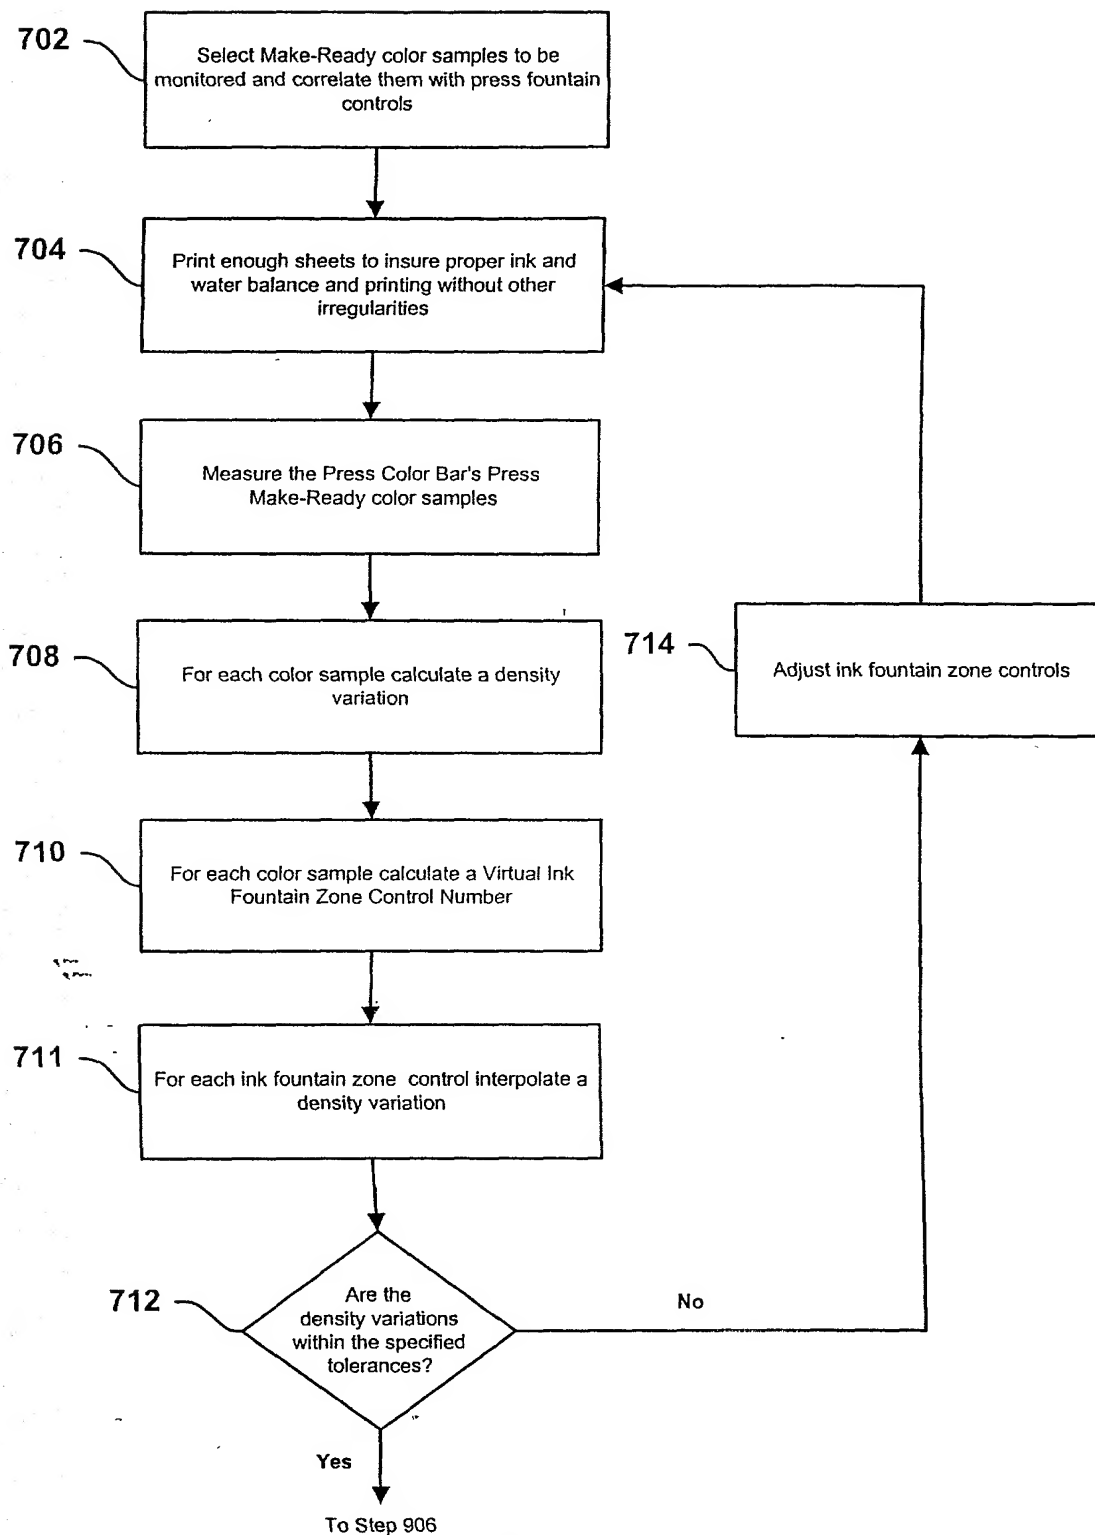 702
Select Make-Ready color samples to be
monitored and correlate them with press fountain
controls
704
Print enough sheets to insure proper ink and
water balance and printing without other
irregularities
706
Measure the Press Color Bar's Press
Make-Ready color samples
708
For each color sample calculate a density
variation
714
Adjust ink fountain zone controls
710
For each color sample calculate a Virtual Ink
Fountain Zone Control Number
711
For each ink fountain zone control interpolate a
density variation
712
Are the
density variations
within the specified
tolerances?
No
Yes
To Step 906